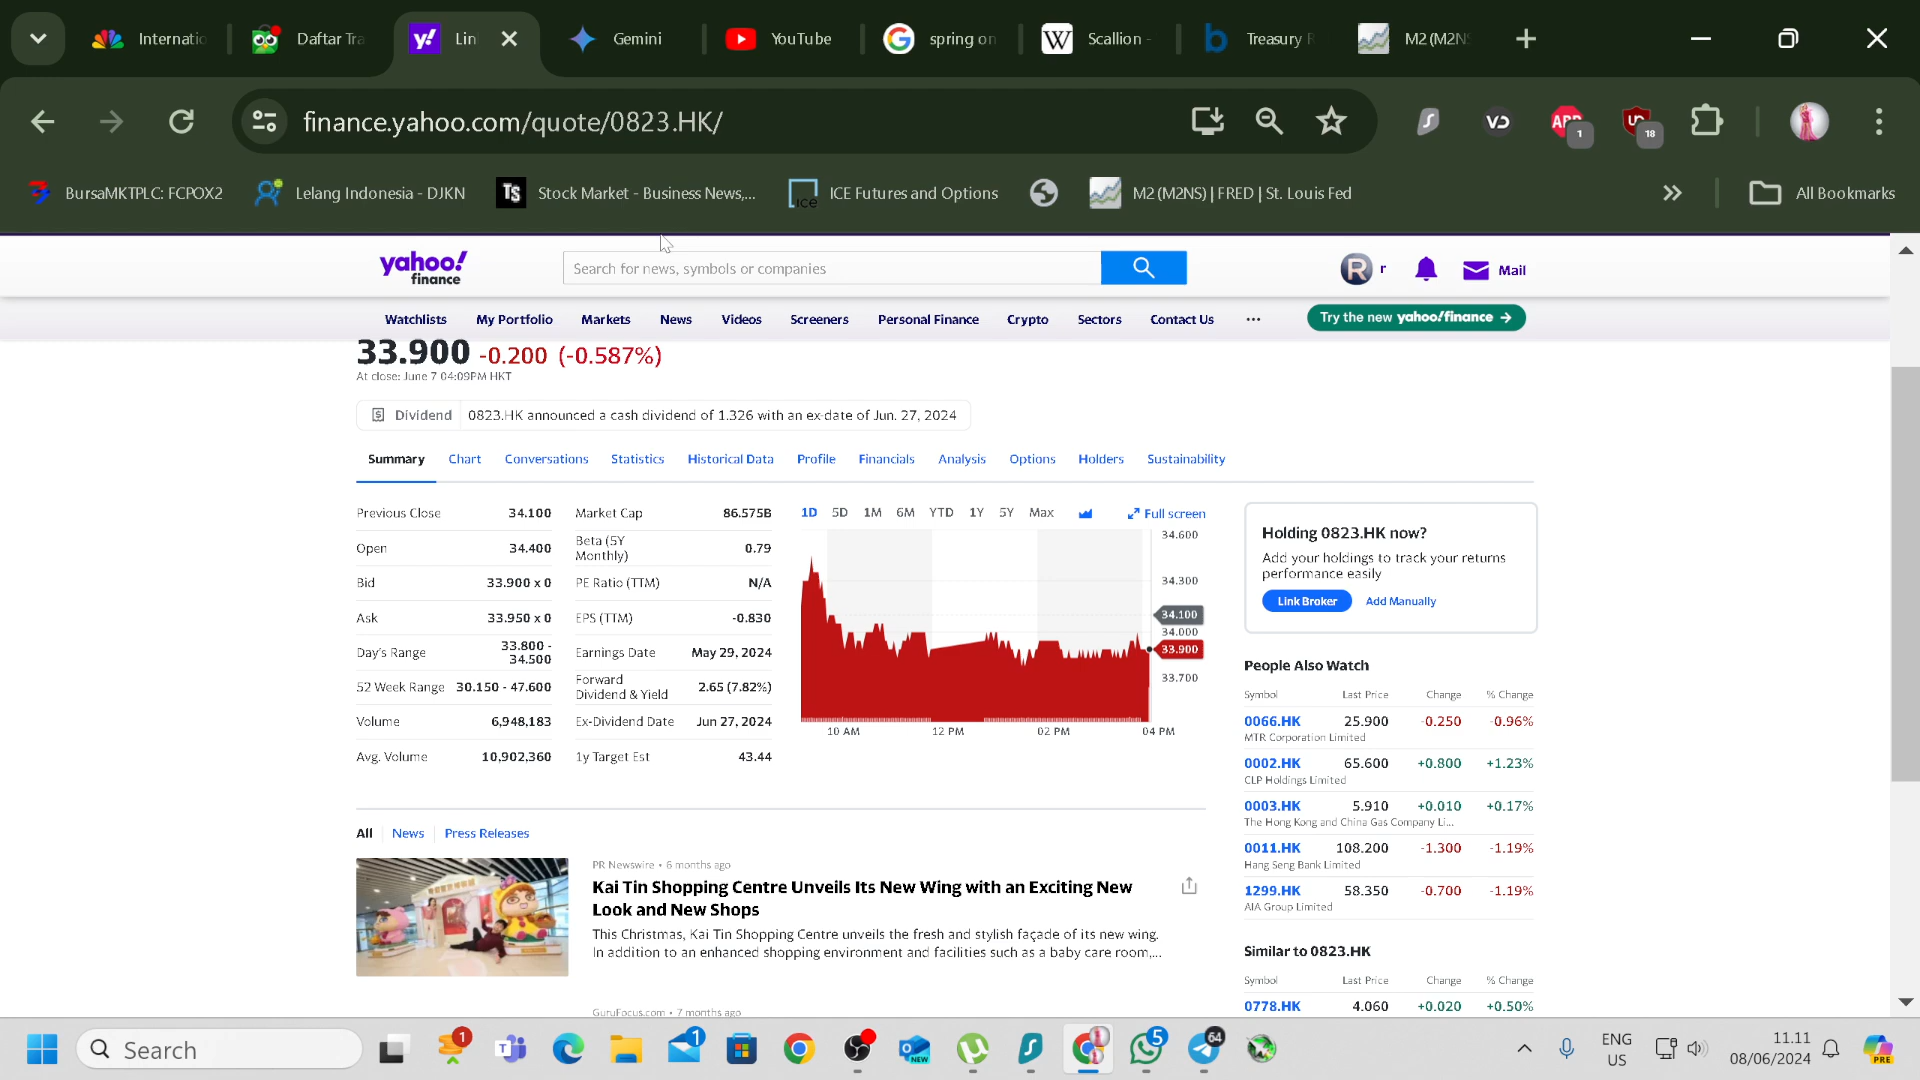 Internatio
Daftar Tra
Lin
Gemini
YouTube
spring on
Scallion -
Treasury R
M2 (M2NS
finance.yahoo.com/quote/0823.HK/
1
18
BursaMKTPLC: FCPOX2
Lelang Indonesia - DJKN
TS
Stock Market - Business News,...
ICE Futures and Options
M2 (M2NS) | FRED | St. Louis Fed
All Bookmarks
yahoo!
finance
Search for news, symbols or companies
R
r
Mail
Watchlists My Portfolio Markets News Videos Screeners Personal Finance Crypto Sectors Contact Us ...
Try the new yahoo!finance →
33.900 -0.200 (-0.587%)
At close: June 7 04:09PM HKT
Dividend 0823.HK announced a cash dividend of 1.326 with an ex-date of Jun. 27, 2024
Summary Chart Conversations Statistics Historical Data Profile Financials Analysis Options Holders Sustainability
Previous Close 34.100
Open 34.400
Bid 33.900 x 0
Ask 33.950 x 0
Day's Range 33.800 -
34.500
52 Week Range 30.150 - 47.600
Volume 6,948,183
Avg. Volume 10,902,360
Market Cap 86.575B
Beta (5Y
Monthly) 0.79
PE Ratio (TTM) N/A
EPS (TTM) -0.830
Earnings Date May 29, 2024
Forward
Dividend & Yield 2.65 (7.82%)
Ex-Dividend Date Jun 27, 2024
1y Target Est 43.44
1D 5D 1M 6M YTD 1Y 5Y Max
Full screen
34.600
34.300
34.100
34.000
33.900
33.700
10 AM 12 PM 02 PM 04 PM
Holding 0823.HK now?
Add your holdings to track your returns
performance easily
Link Broker Add Manually
People Also Watch
Symbol Last Price Change % Change
0066.HK 25.900 -0.250 -0.96%
MTR Corporation Limited
0002.HK 65.600 +0.800 +1.23%
CLP Holdings Limited
0003.HK 5.910 +0.010 +0.17%
The Hong Kong and China Gas Company Li...
0011.HK 108.200 -1.300 -1.19%
Hang Seng Bank Limited
1299.HK 58.350 -0.700 -1.19%
AIA Group Limited
Similar to 0823.HK
Symbol Last Price Change % Change
0778.HK 4.060 +0.020 +0.50%
All News Press Releases
PR Newswire • 6 months ago
Kai Tin Shopping Centre Unveils Its New Wing with an Exciting New
Look and New Shops
This Christmas, Kai Tin Shopping Centre unveils the fresh and stylish façade of its new wing.
In addition to an enhanced shopping environment and facilities such as a baby care room,...
GuruFocus.com • 7 months ago
Search
1
1
NEW
5
64
ENG
US
11.11
08/06/2024
PRE